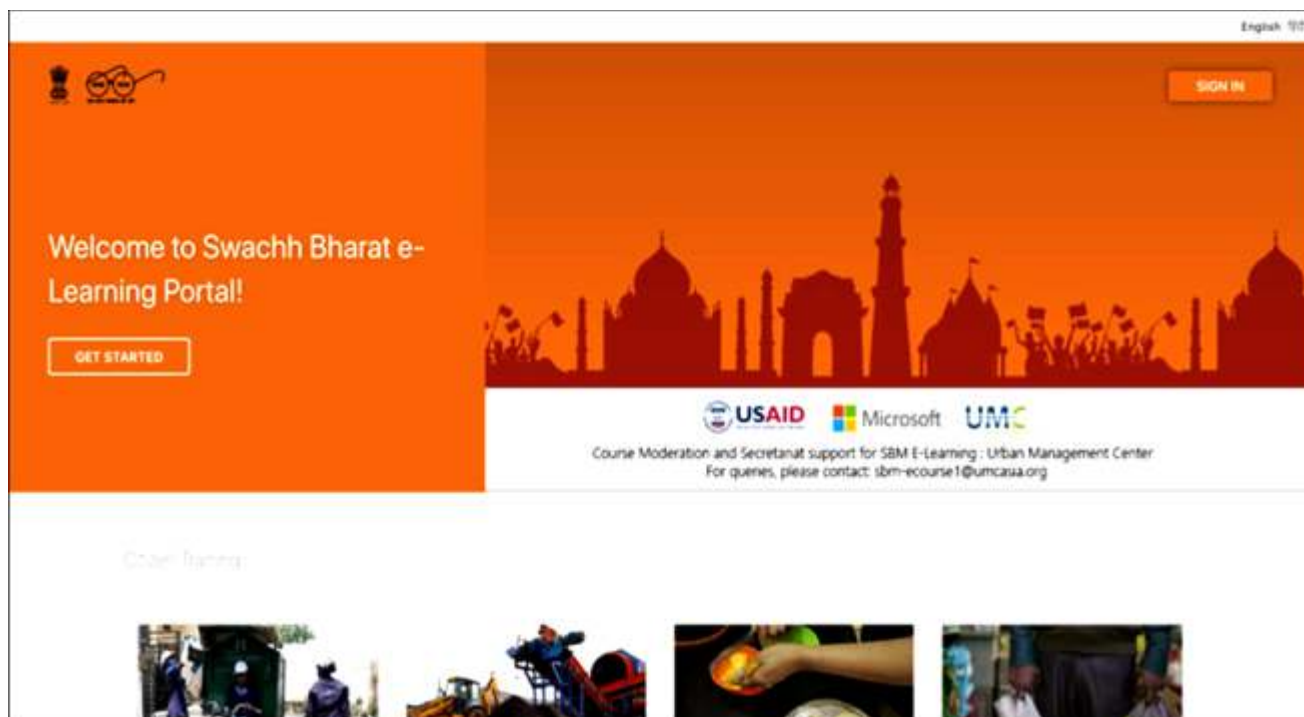 English
SIGN IN
Welcome to Swachh Bharat e-
Learning Portal!
GET STARTED
USAID
Microsoft
UMC
Course Moderation and Secretariat support for SBM E-Learning : Urban Management Center
For queries, please contact: sbm-ecourse1@umcasia.org